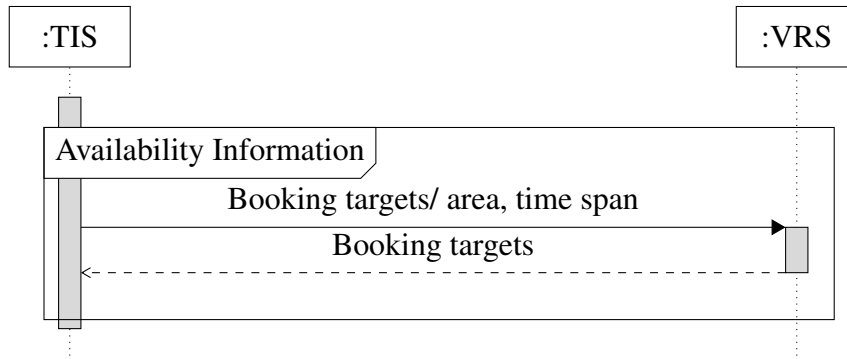 :TIS
:VRS
Availability Information
Booking targets/ area, time span
Booking targets